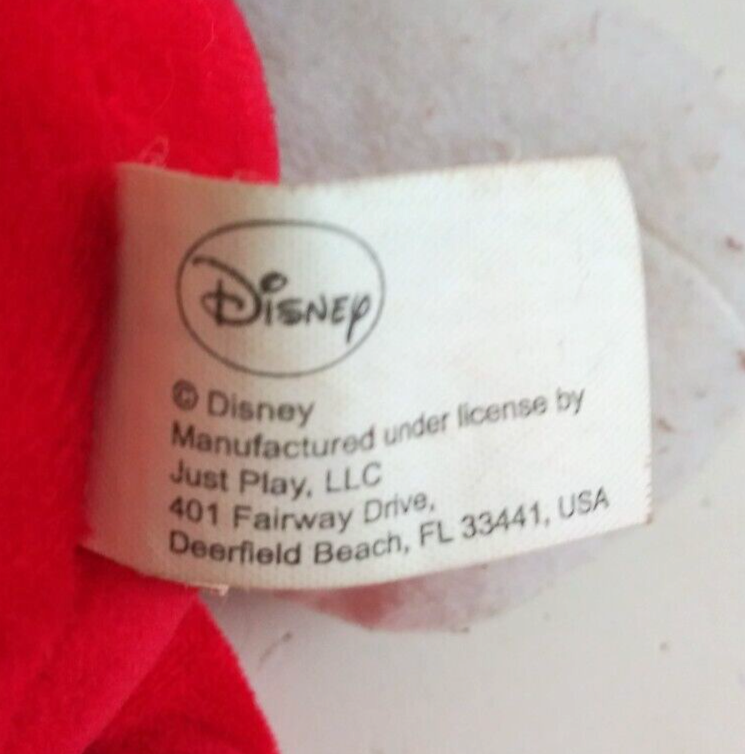 Disney
© Disney
Manufactured under license by
Just Play, LLC
401 Fairway Drive,
Deerfield Beach, FL 33441, USA